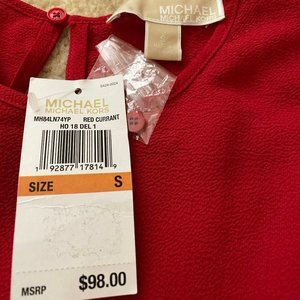 MICHAEL
MICHAEL KORS
S
MICHAEL
MICHAEL KORS
MH84LN74YP RED CURRANT
HO 18 DEL 1
1 92877 17814 9
SIZE S
MSRP $98.00